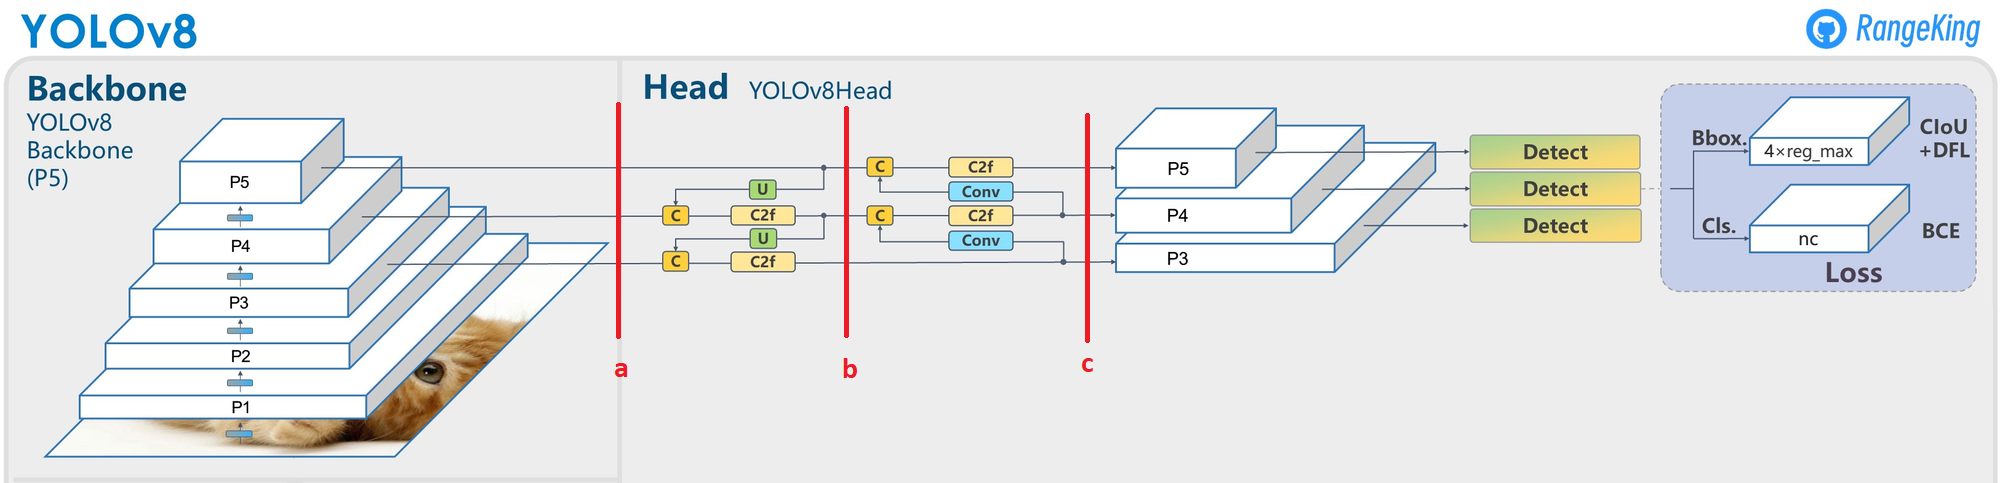 YOLOv8
RangeKing
Backbone
YOLOv8
Backbone
(P5)
P5
P4
P3
P2
P1
Head YOLOv8Head
C C2f
U Conv
C C2f C C2f
U Conv
C C2f
a
b
c
P5
P4
P3
Detect
Detect
Detect
Bbox.
4×reg_max
CIoU
+DFL
Cls.
nc
BCE
Loss